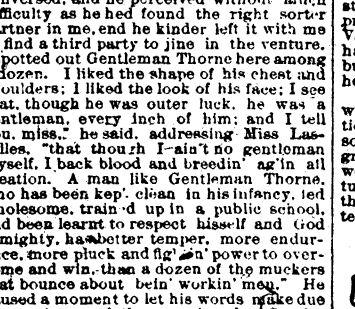 nversed, and he perceived without much
fficulty as he hed found the right sorter
rtner in me, end he kinder left it with me
find a third party to jine in the venture.
potted out Gentleman Thorne here among
dozen. I liked the shape of his chest and
oulders; I liked the look of his face; I see
at, though he was outer luck, he was a
ntleman, every inch of him; and I tell
ou, miss," he said, addressing Miss Las-
lles, "that though I-ain't no gentleman
yself, I back blood and breedin' ag'in all
eation. A man like Gentleman Thorne,
ho has been kep' clean in his infancy, fed
holesome, train'd up in a public school,
d been learnt to respect hisself and God
mighty, has better temper, more endur-
ce, more pluck and fig'in' power to over-
me and win, than a dozen of the muckers
at bounce about bein' workin' men." He
used a moment to let his words make due